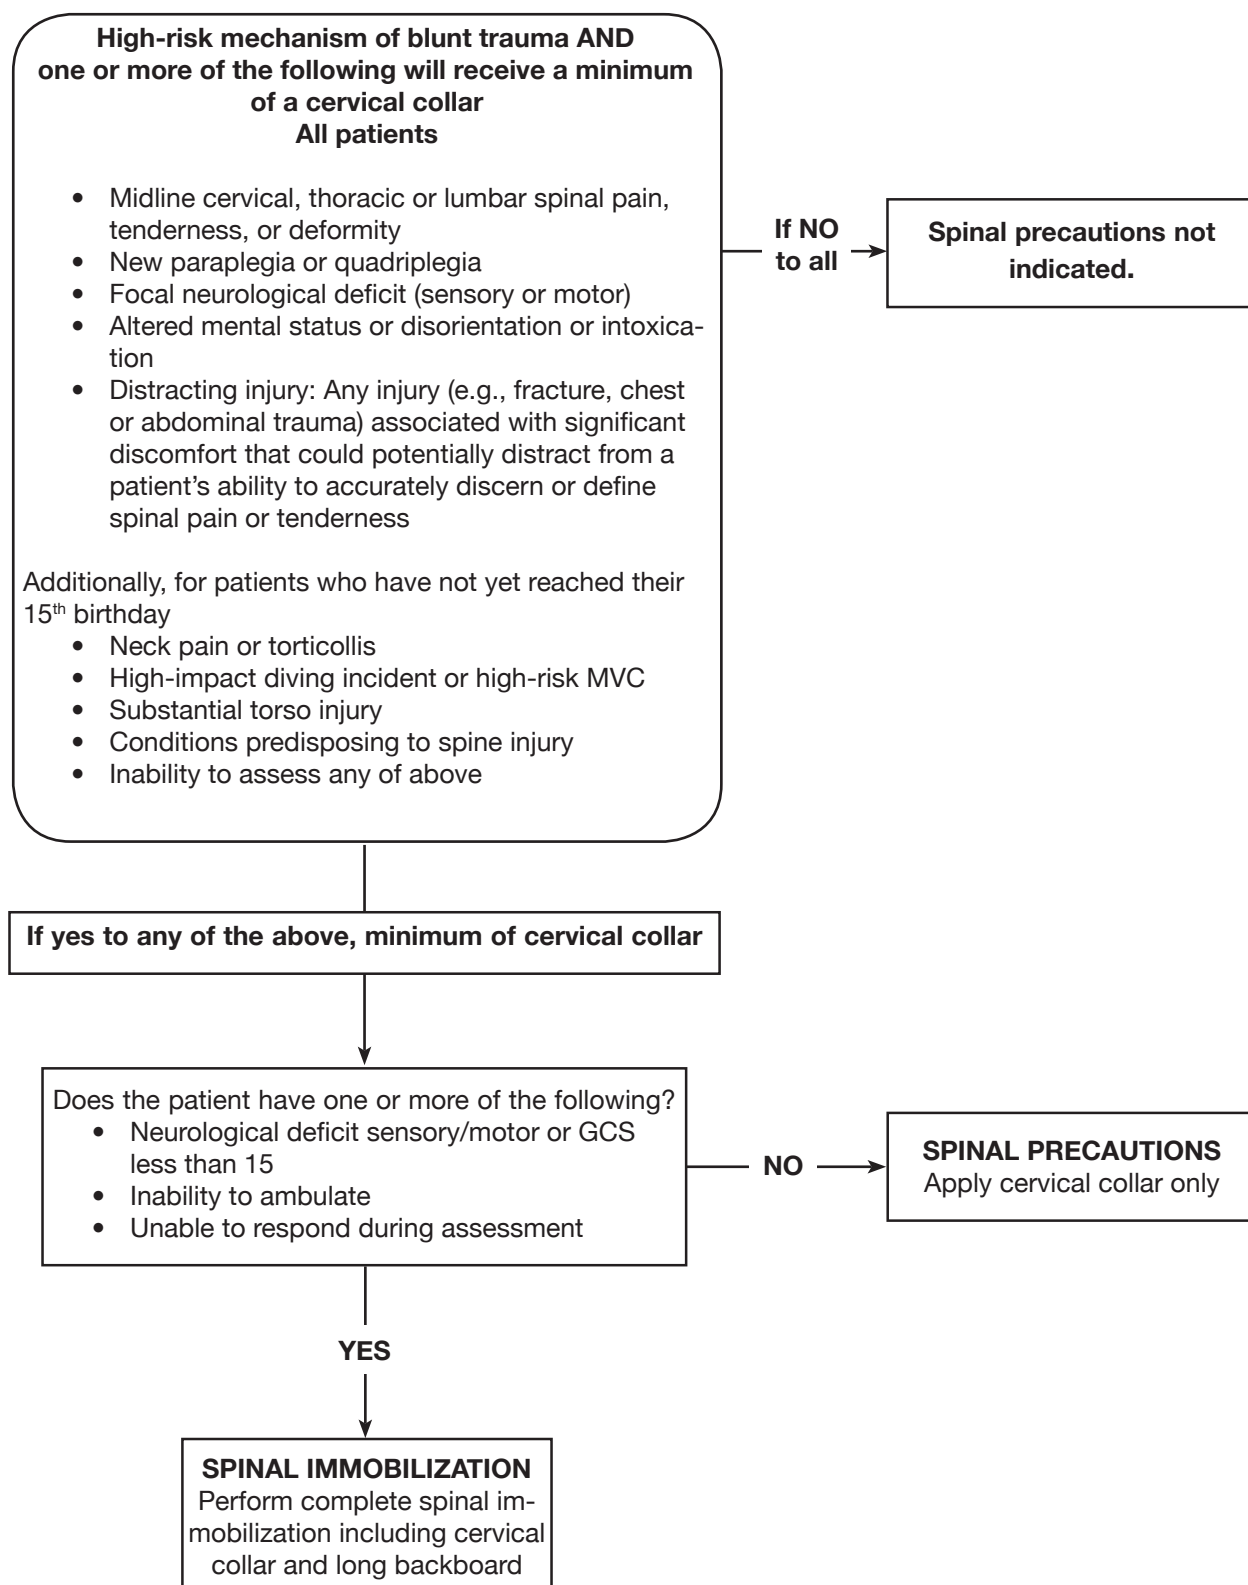 High-risk mechanism of blunt trauma AND
one or more of the following will receive a minimum
of a cervical collar
All patients
• Midline cervical, thoracic or lumbar spinal pain,
tenderness, or deformity
• New paraplegia or quadriplegia
• Focal neurological deficit (sensory or motor)
• Altered mental status or disorientation or intoxica-
tion
• Distracting injury: Any injury (e.g., fracture, chest
or abdominal trauma) associated with significant
discomfort that could potentially distract from a
patient’s ability to accurately discern or define
spinal pain or tenderness
Additionally, for patients who have not yet reached their
15th birthday
• Neck pain or torticollis
• High-impact diving incident or high-risk MVC
• Substantial torso injury
• Conditions predisposing to spine injury
• Inability to assess any of above
If NO
to all
Spinal precautions not
indicated.
If yes to any of the above, minimum of cervical collar
Does the patient have one or more of the following?
• Neurological deficit sensory/motor or GCS
less than 15
• Inability to ambulate
• Unable to respond during assessment
NO
SPINAL PRECAUTIONS
Apply cervical collar only
YES
SPINAL IMMOBILIZATION
Perform complete spinal im-
mobilization including cervical
collar and long backboard